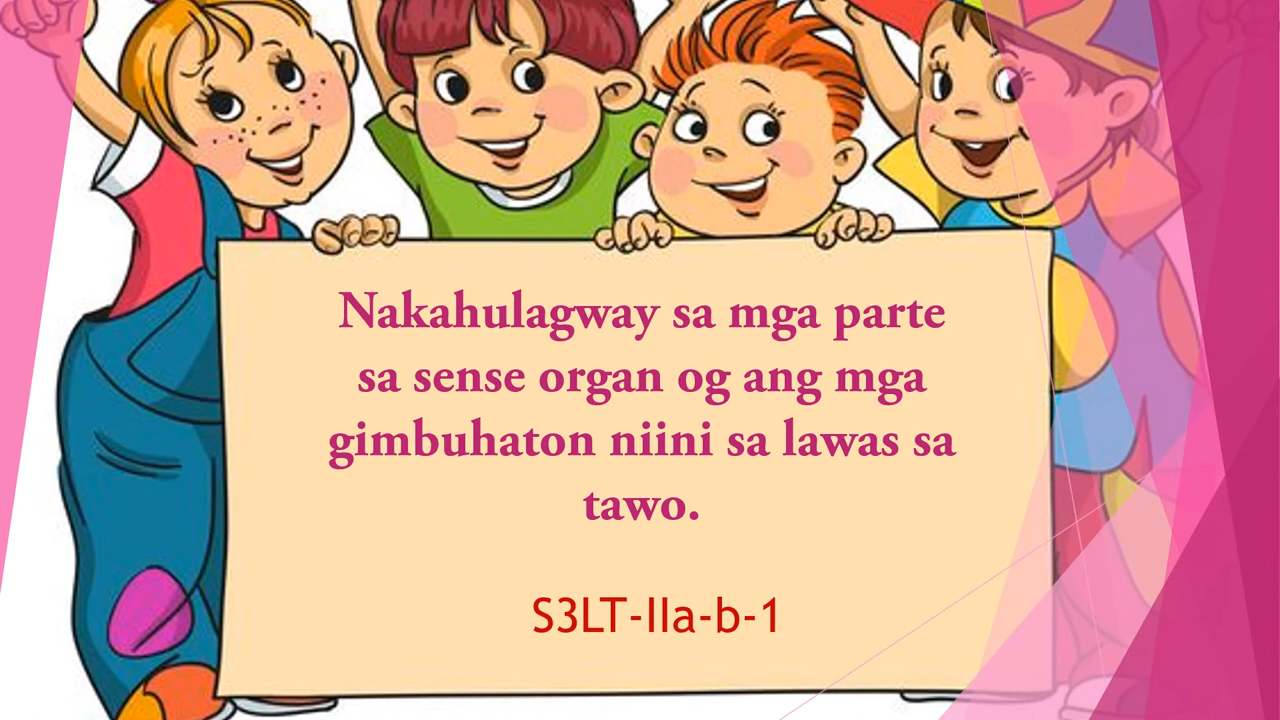 Nakahulagway sa mga parte
sa sense organ og ang mga
gimbuhaton niini sa lawas sa
tawo.
S3LT-IIa-b-1